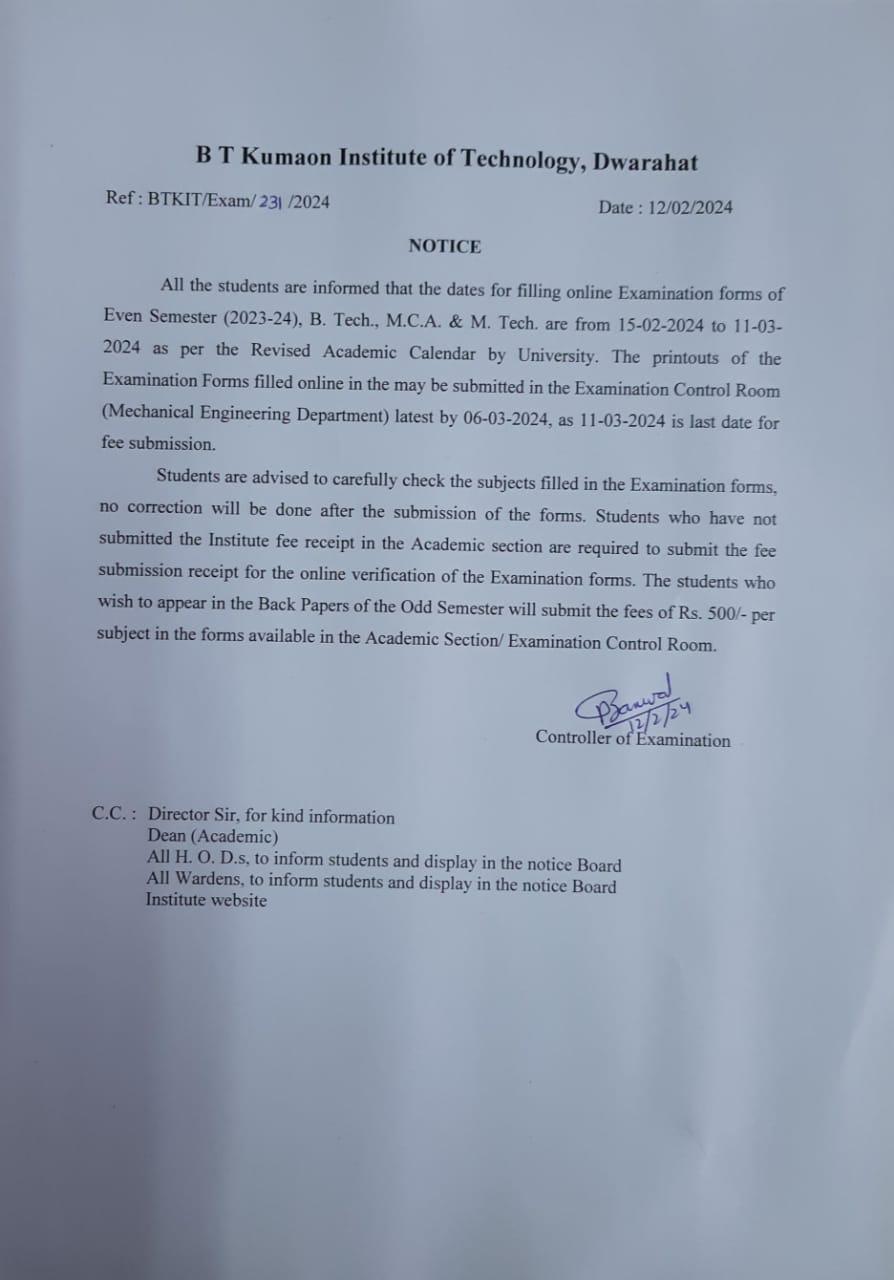 B T Kumaon Institute of Technology, Dwarahat
Ref : BTKIT/Exam/ 231 /2024 Date : 12/02/2024
NOTICE
All the students are informed that the dates for filling online Examination forms of
Even Semester (2023-24), B. Tech., M.C.A. & M. Tech. are from 15-02-2024 to 11-03-
2024 as per the Revised Academic Calendar by University. The printouts of the
Examination Forms filled online in the may be submitted in the Examination Control Room
(Mechanical Engineering Department) latest by 06-03-2024, as 11-03-2024 is last date for
fee submission.
Students are advised to carefully check the subjects filled in the Examination forms,
no correction will be done after the submission of the forms. Students who have not
submitted the Institute fee receipt in the Academic section are required to submit the fee
submission receipt for the online verification of the Examination forms. The students who
wish to appear in the Back Papers of the Odd Semester will submit the fees of Rs. 500/- per
subject in the forms available in the Academic Section/ Examination Control Room.
12/2/24
Controller of Examination
C.C. : Director Sir, for kind information
Dean (Academic)
All H. O. D.s, to inform students and display in the notice Board
All Wardens, to inform students and display in the notice Board
Institute website